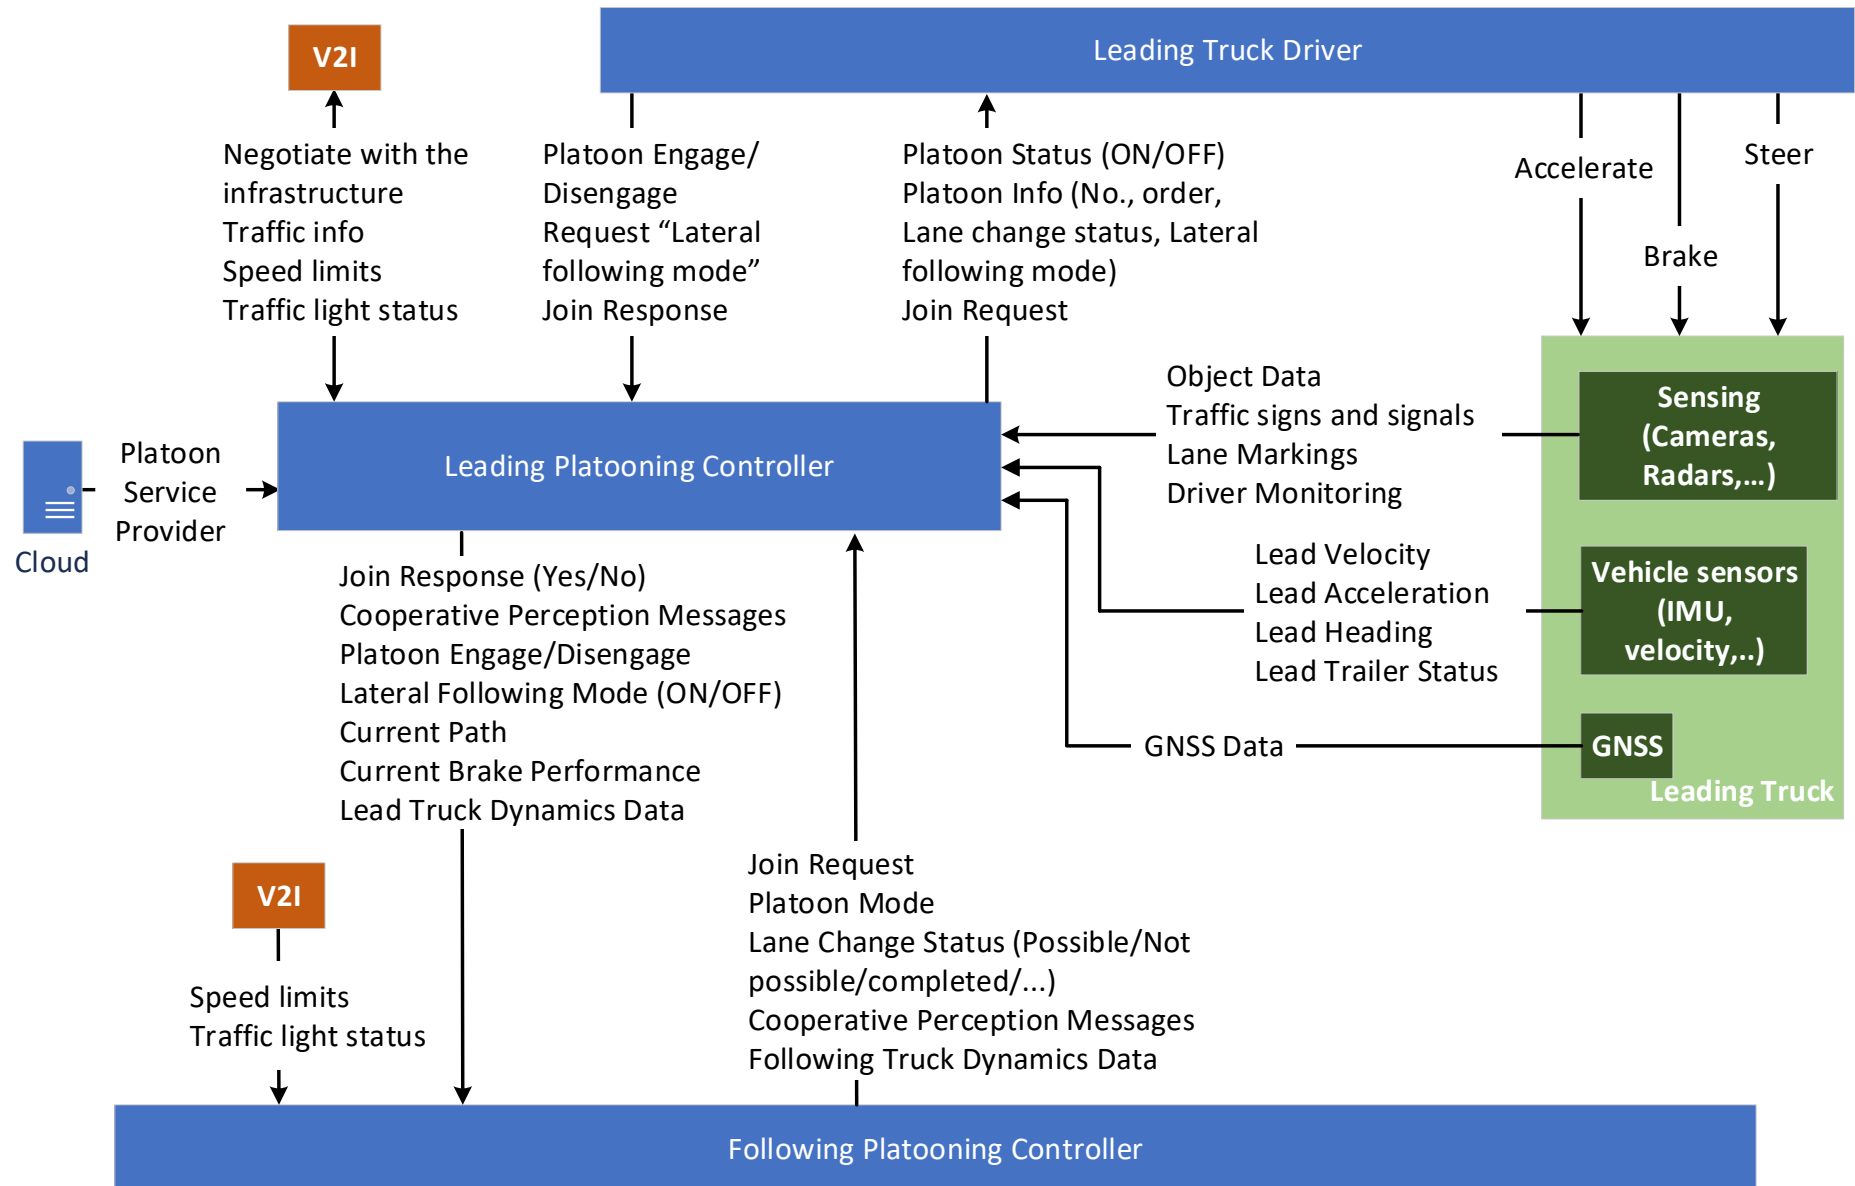 V2I
Leading Truck Driver
Negotiate with the
infrastructure
Traffic info
Speed limits
Traffic light status
Platoon Engage/
Disengage
Request “Lateral
following mode”
Join Response
Platoon Status (ON/OFF)
Platoon Info (No., order,
Lane change status, Lateral
following mode)
Join Request
Accelerate
Brake
Steer
Object Data
Traffic signs and signals
Lane Markings
Driver Monitoring
Sensing
(Cameras,
Radars,...)
Cloud
Platoon
Service
Provider
Leading Platooning Controller
Lead Velocity
Lead Acceleration
Lead Heading
Lead Trailer Status
Vehicle sensors
(IMU,
velocity,..)
GNSS Data
GNSS
Leading Truck
Join Response (Yes/No)
Cooperative Perception Messages
Platoon Engage/Disengage
Lateral Following Mode (ON/OFF)
Current Path
Current Brake Performance
Lead Truck Dynamics Data
V2I
Speed limits
Traffic light status
Join Request
Platoon Mode
Lane Change Status (Possible/Not
possible/completed/...)
Cooperative Perception Messages
Following Truck Dynamics Data
Following Platooning Controller